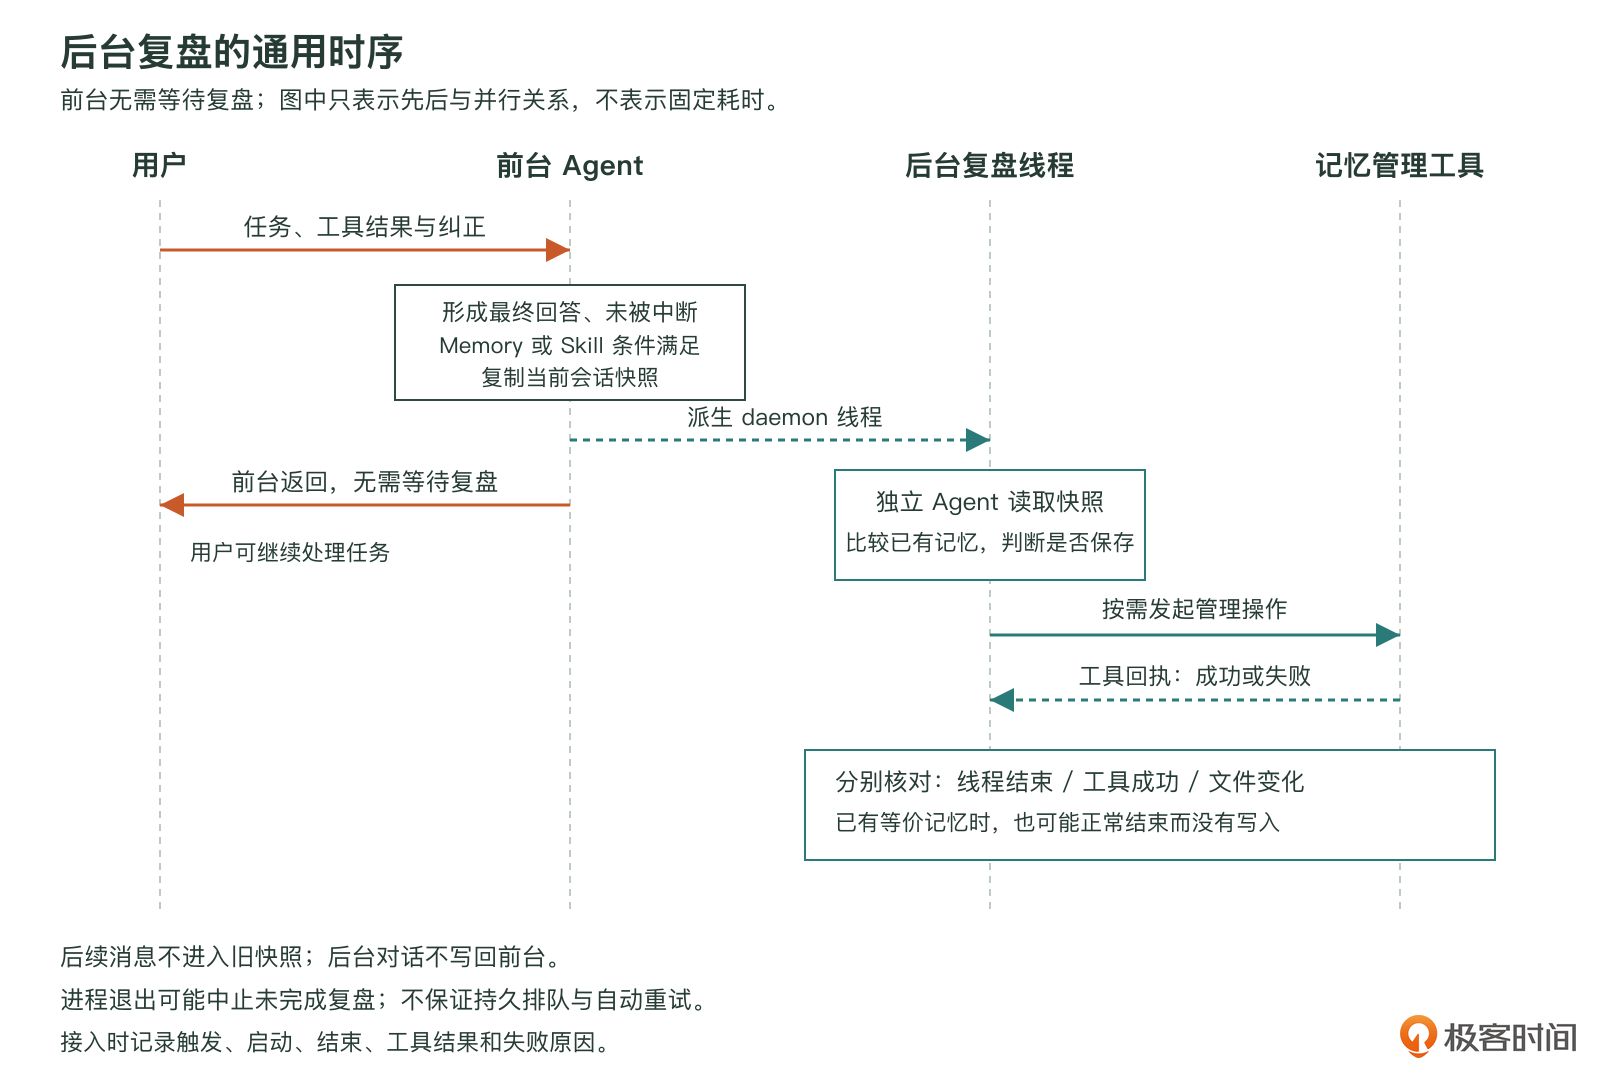 后台复盘的通用时序
前台无需等待复盘；图中只表示先后与并行关系，不表示固定耗时。
用户
前台 Agent
后台复盘线程
记忆管理工具
任务、工具结果与纠正
形成最终回答、未被中断
Memory 或 Skill 条件满足
复制当前会话快照
派生 daemon 线程
前台返回，无需等待复盘
用户可继续处理任务
独立 Agent 读取快照
比较已有记忆，判断是否保存
按需发起管理操作
工具回执：成功或失败
分别核对：线程结束 / 工具成功 / 文件变化
已有等价记忆时，也可能正常结束而没有写入
后续消息不进入旧快照；后台对话不写回前台。
进程退出可能中止未完成复盘；不保证持久排队与自动重试。
接入时记录触发、启动、结束、工具结果和失败原因。
极客时间